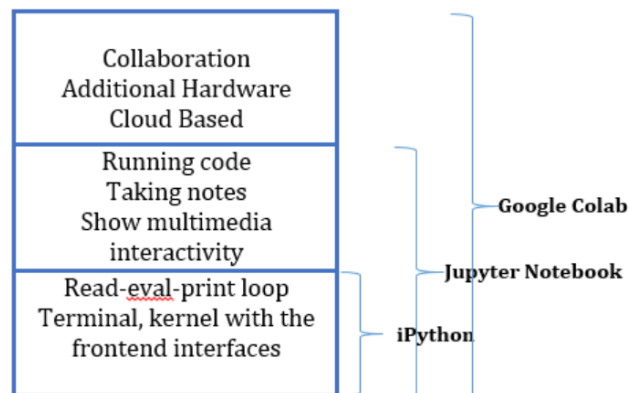 Collaboration
Additional Hardware
Cloud Based
Running code
Taking notes
Show multimedia
interactivity
Read-eval-print loop
Terminal, kernel with the
frontend interfaces
Google Colab
Jupyter Notebook
iPython